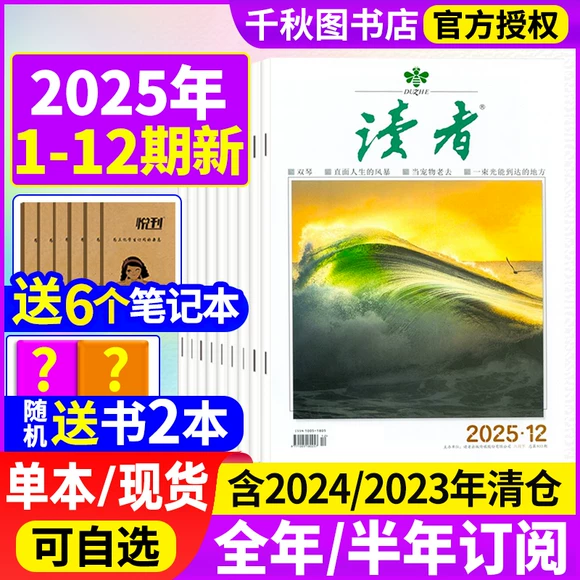 千秋图书店 官方授权
2025年
1-12期新
DUZHE
读者®
双琴 直面人生的风暴 当宠物老去 一束光能到达的地方
悦刊
送6个笔记本
? ?
随机送书2本
2025·12
单本/现货
含2024/2023年清仓
可自选
全年/半年订阅